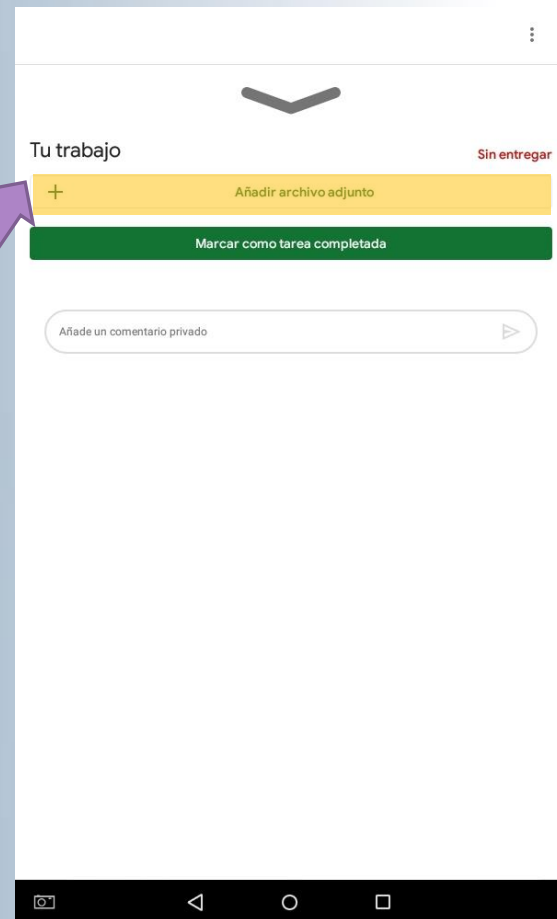 Tu trabajo
Sin entregar
Añadir archivo adjunto
Marcar como tarea completada
Añade un comentario privado